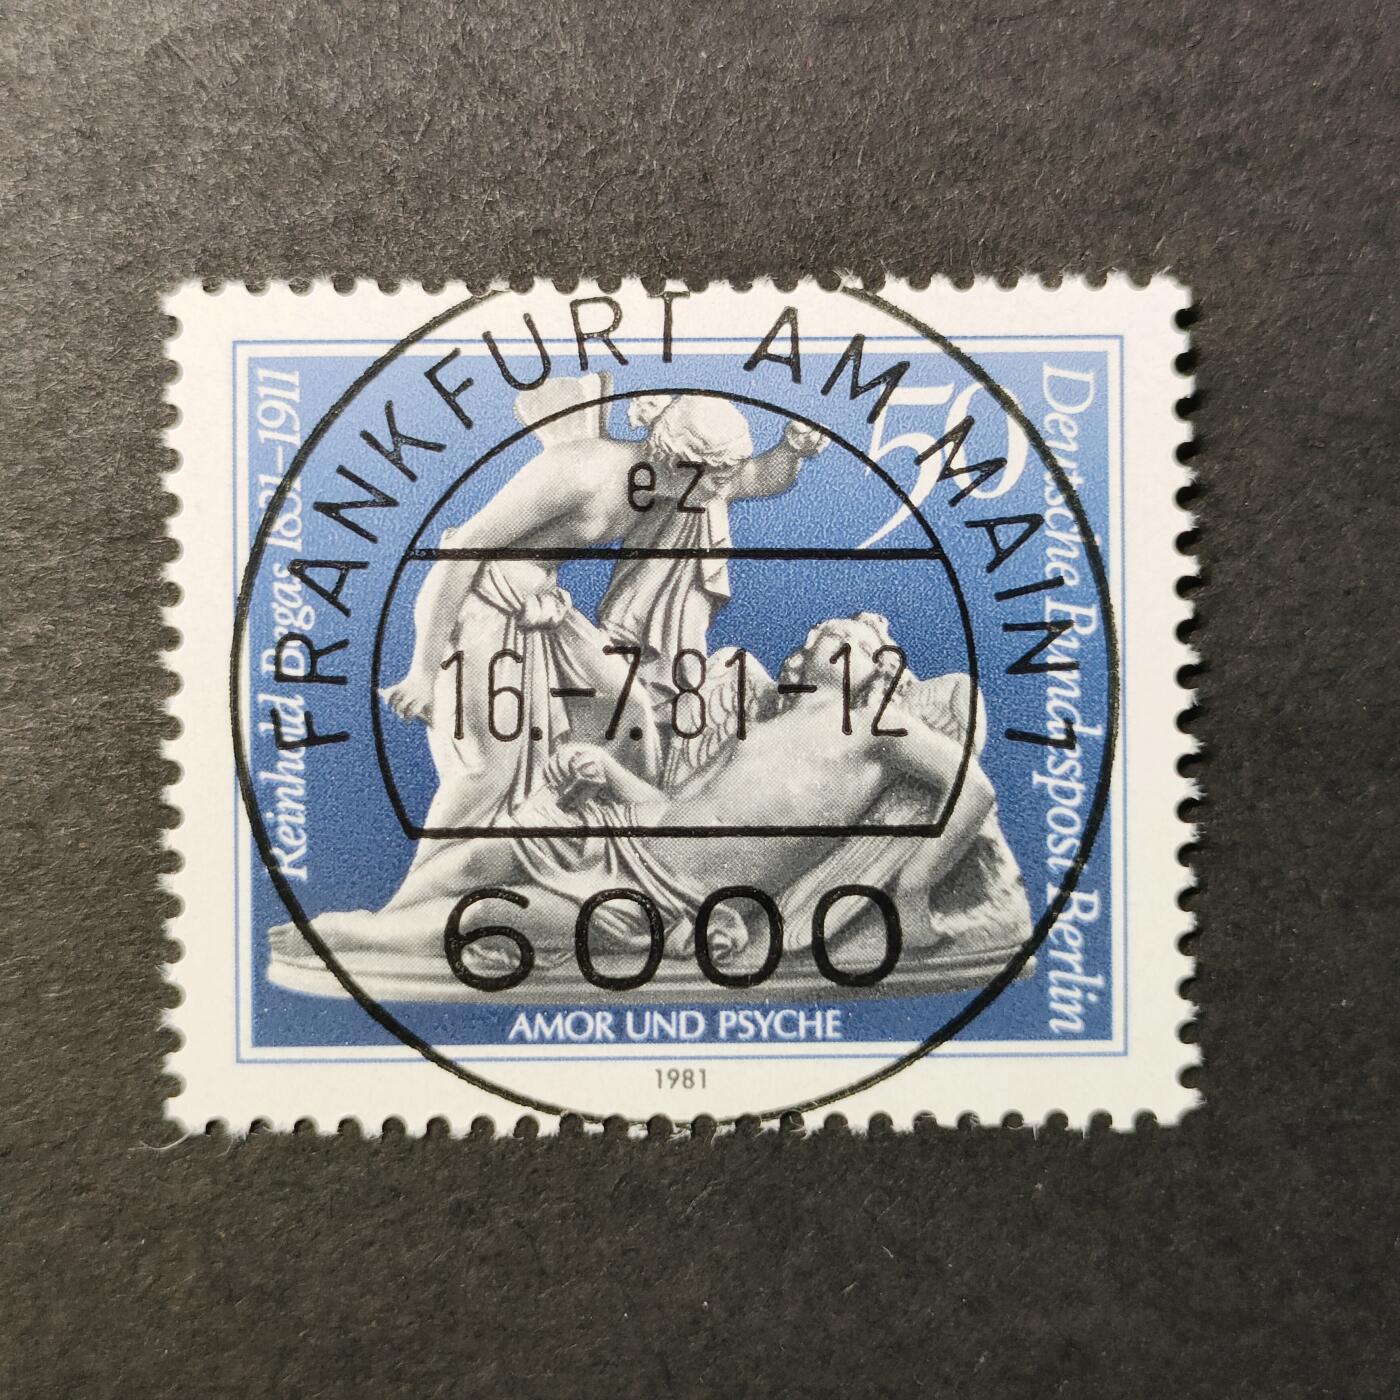 FRANKFURT AM MAIN 1
ez
16.-7.81-12
6000
Reinhold Begas 1831-1911
50
Deutsche Bundespost Berlin
AMOR UND PSYCHE
1981